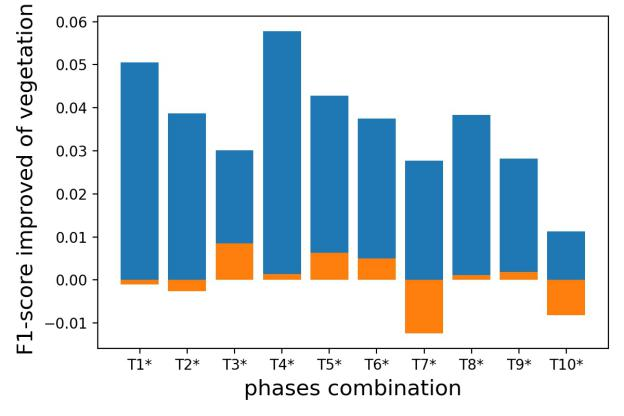 F1-score improved of vegetation
0.06
0.05
0.04
0.03
0.02
0.01
0.00
−0.01
T1* T2* T3* T4* T5* T6* T7* T8* T9* T10*
phases combination